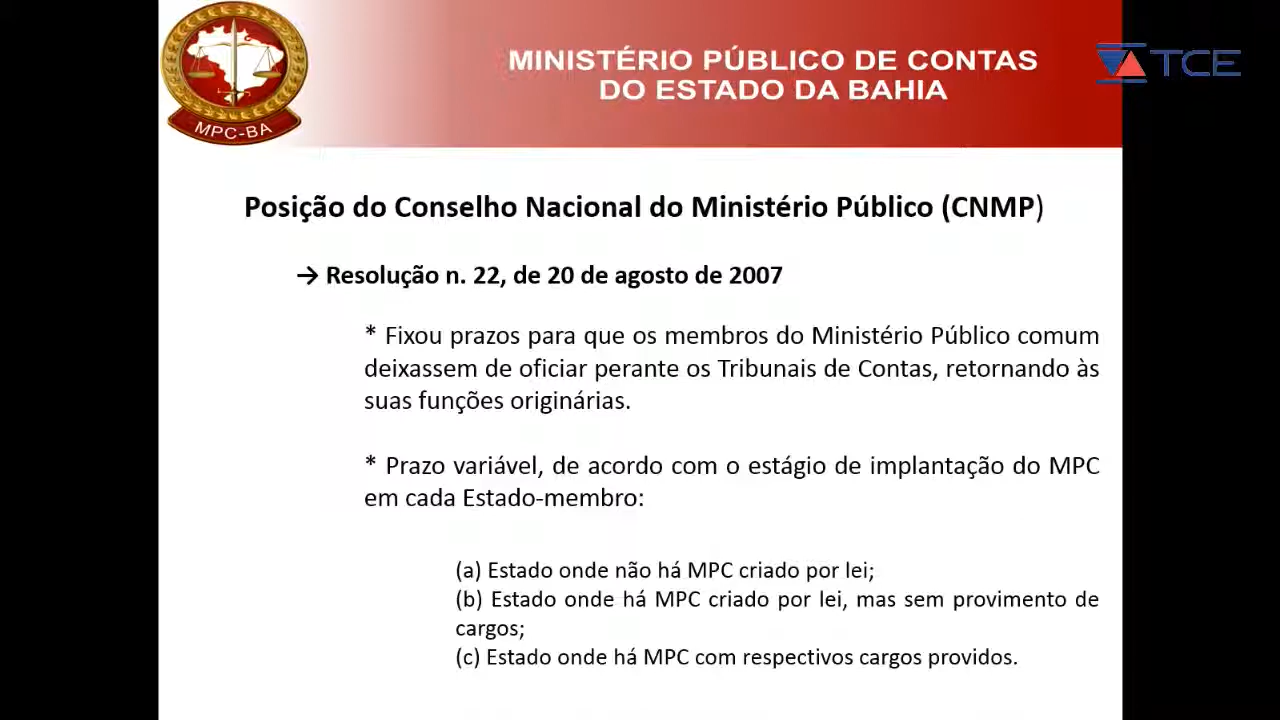 MINISTÉRIO PÚBLICO DE CONTAS
DO ESTADO DA BAHIA
MPC-BA
TCE
Posição do Conselho Nacional do Ministério Público (CNMP)
→ Resolução n. 22, de 20 de agosto de 2007
* Fixou prazos para que os membros do Ministério Público comum
deixassem de oficiar perante os Tribunais de Contas, retornando às
suas funções originárias.
* Prazo variável, de acordo com o estágio de implantação do MPC
em cada Estado-membro:
(a) Estado onde não há MPC criado por lei;
(b) Estado onde há MPC criado por lei, mas sem provimento de
cargos;
(c) Estado onde há MPC com respectivos cargos providos.